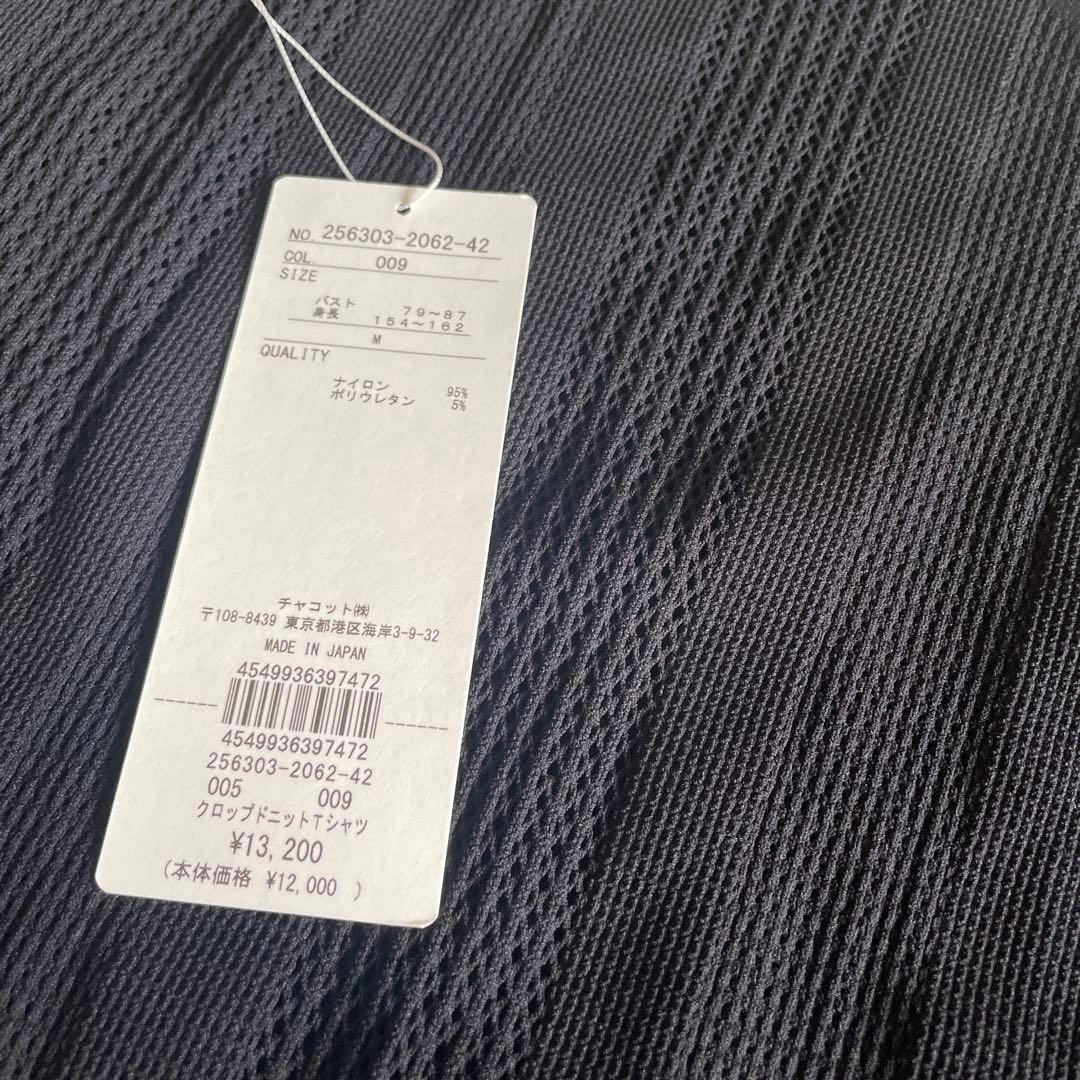 NO. 256303-2062-42
COL. 009
SIZE
バスト 79~87
身長 154~162
M
QUALITY
ナイロン 95%
ポリウレタン 5%
チャコット㈱
〒108-8439 東京都港区海岸3-9-32
MADE IN JAPAN
4549936397472
4549936397472
256303-2062-42
005 009
クロップドニットTシャツ
¥13,200
(本体価格 ¥12,000 )